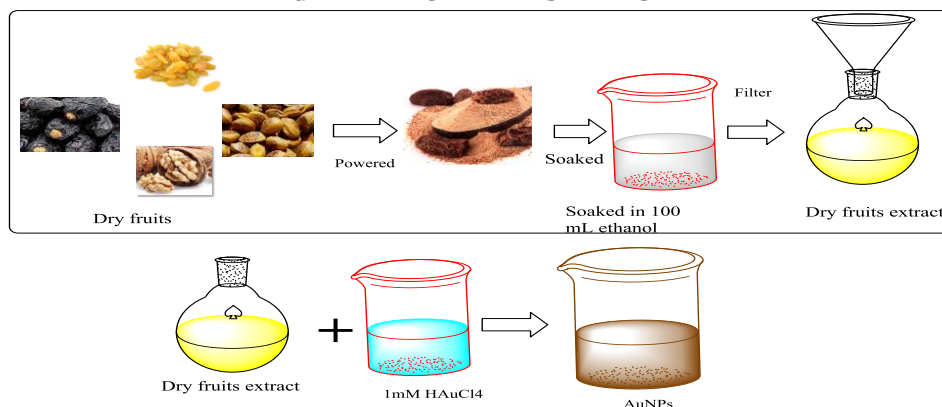 Filter
Powered
Soaked
Dry fruits
Soaked in 100
mL ethanol
Dry fruits extract
Dry fruits extract
1mM HAuCl4
AuNPs